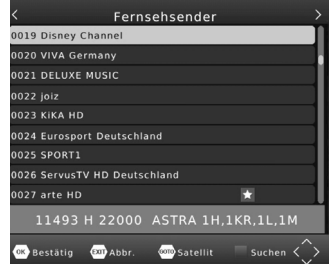 Fernsehsender
0019 Disney Channel
0020 VIVA Germany
0021 DELUXE MUSIC
0022 joiz
0023 KiKA HD
0024 Eurosport Deutschland
0025 SPORT1
0026 ServusTV HD Deutschland
0027 arte HD
11493 H 22000 ASTRA 1H,1KR,1L,1M
OK Bestätig EXIT Abbr. GOTO Satellit Suchen